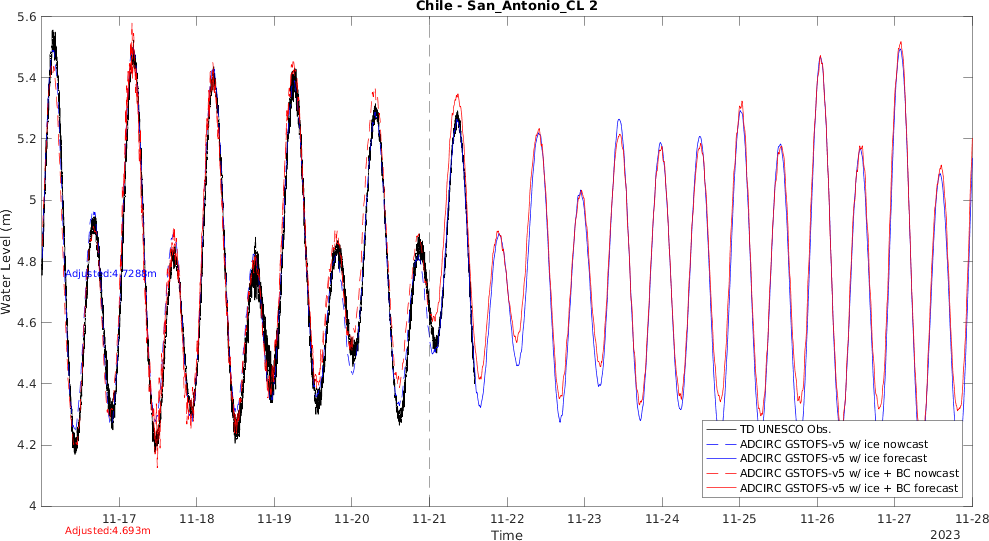 Chile - San_Antonio_CL 2
5.6
5.4
5.2
5
4.8
4.6
4.4
4.2
4
Water Level (m)
Adjusted:4.7288m
Adjusted:4.693m
TD UNESCO Obs.
ADCIRC GSTOFS-v5 w/ ice nowcast
ADCIRC GSTOFS-v5 w/ ice forecast
ADCIRC GSTOFS-v5 w/ ice + BC nowcast
ADCIRC GSTOFS-v5 w/ ice + BC forecast
11-17 11-18 11-19 11-20 11-21 11-22 11-23 11-24 11-25 11-26 11-27 11-28
Time
2023